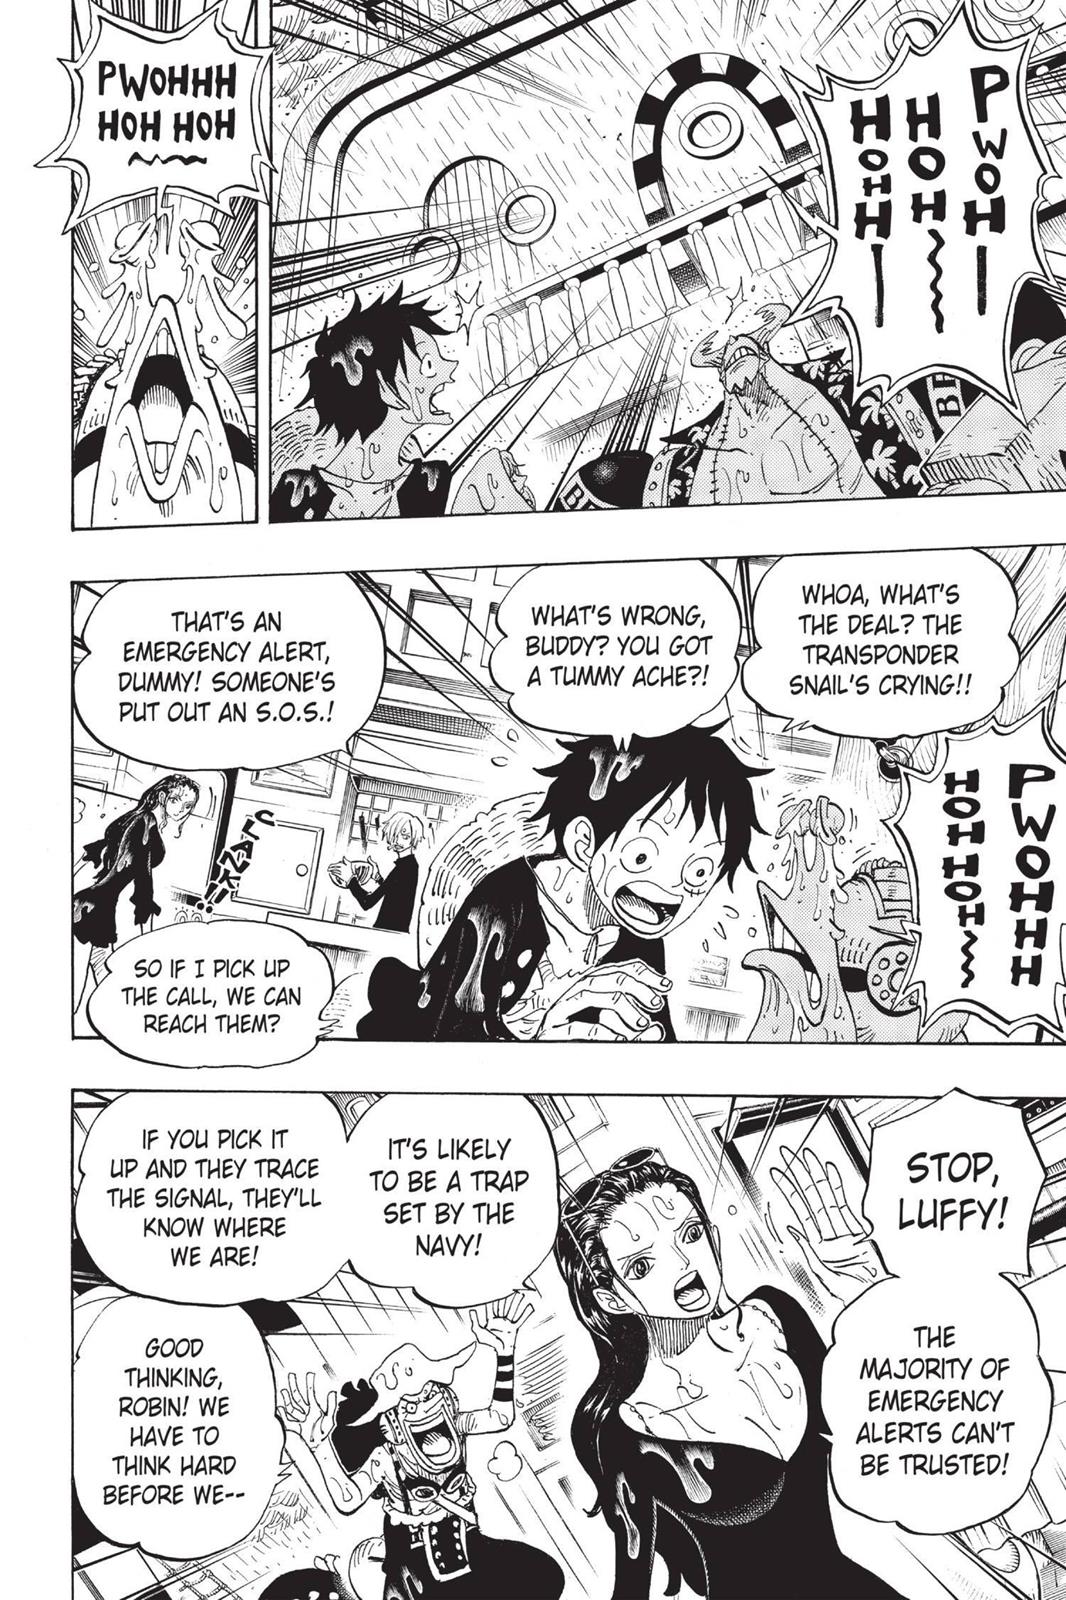 PWOH—
HOH~
HOHH—
BF
BF
PWOHHH
HOH HOH
WHOA, WHAT'S
THE DEAL? THE
TRANSPONDER
SNAIL'S CRYING!!
PWOHHH
HOH HOH~
WHAT'S WRONG,
BUDDY? YOU GOT
A TUMMY ACHE?!
THAT'S AN
EMERGENCY ALERT,
DUMMY! SOMEONE'S
PUT OUT AN S.O.S.!
CLANK!!
SO IF I PICK UP
THE CALL, WE CAN
REACH THEM?
STOP,
LUFFY!
THE
MAJORITY OF
EMERGENCY
ALERTS CAN'T
BE TRUSTED!
IT'S LIKELY
TO BE A TRAP
SET BY THE
NAVY!
IF YOU PICK IT
UP AND THEY TRACE
THE SIGNAL, THEY'LL
KNOW WHERE
WE ARE!
GOOD
THINKING,
ROBIN! WE
HAVE TO
THINK HARD
BEFORE WE--